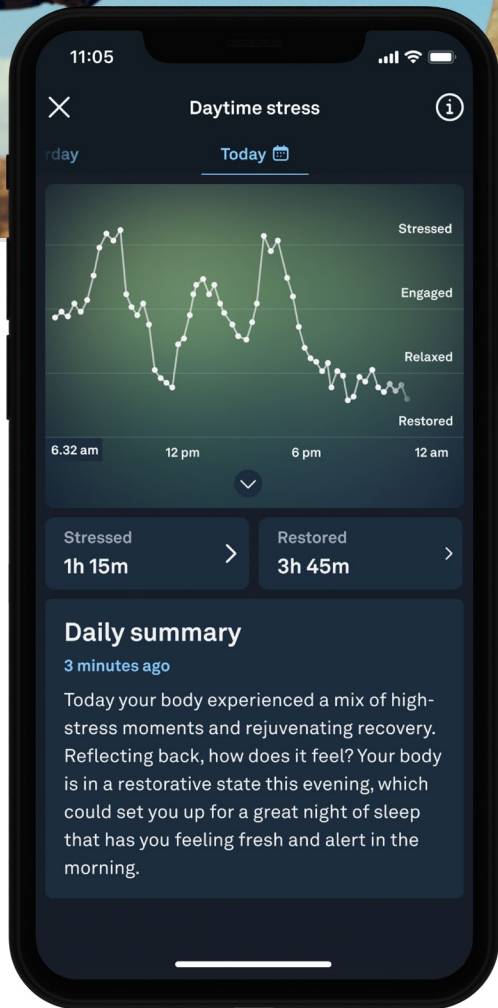 11:05
Daytime stress
rday
Today
Stressed
Engaged
Relaxed
Restored
6.32 am
12 pm
6 pm
12 am
Stressed
1h 15m
Restored
3h 45m
Daily summary
3 minutes ago
Today your body experienced a mix of high-
stress moments and rejuvenating recovery.
Reflecting back, how does it feel? Your body
is in a restorative state this evening, which
could set you up for a great night of sleep
that has you feeling fresh and alert in the
morning.